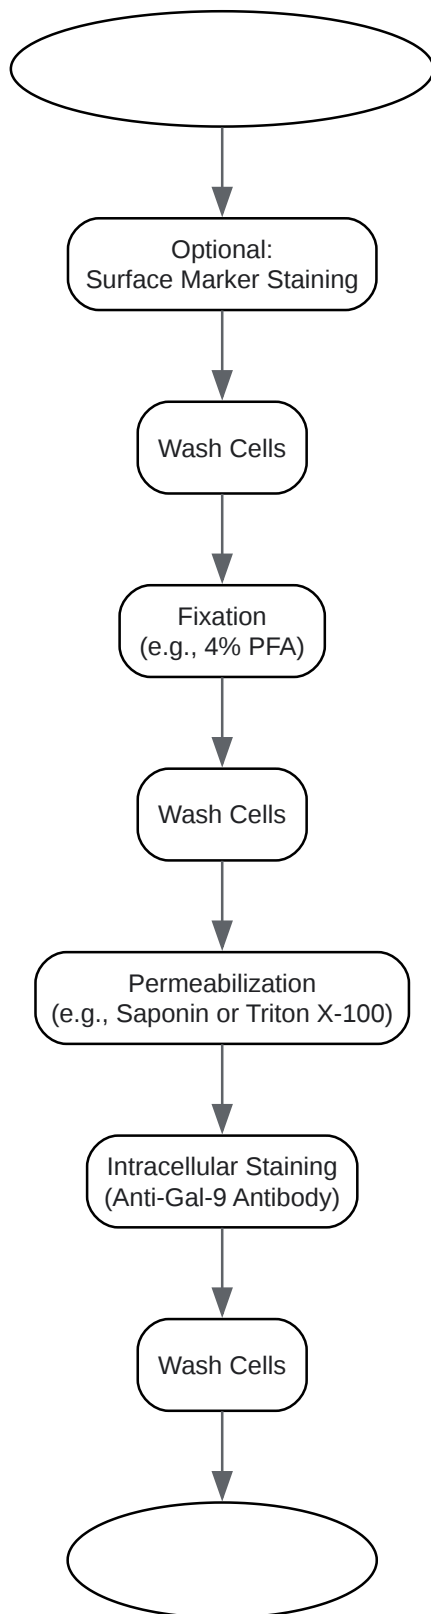 Optional:
Surface Marker Staining
Wash Cells
Fixation
(e.g., 4% PFA)
Wash Cells
Permeabilization
(e.g., Saponin or Triton X-100)
Intracellular Staining
(Anti-Gal-9 Antibody)
Wash Cells